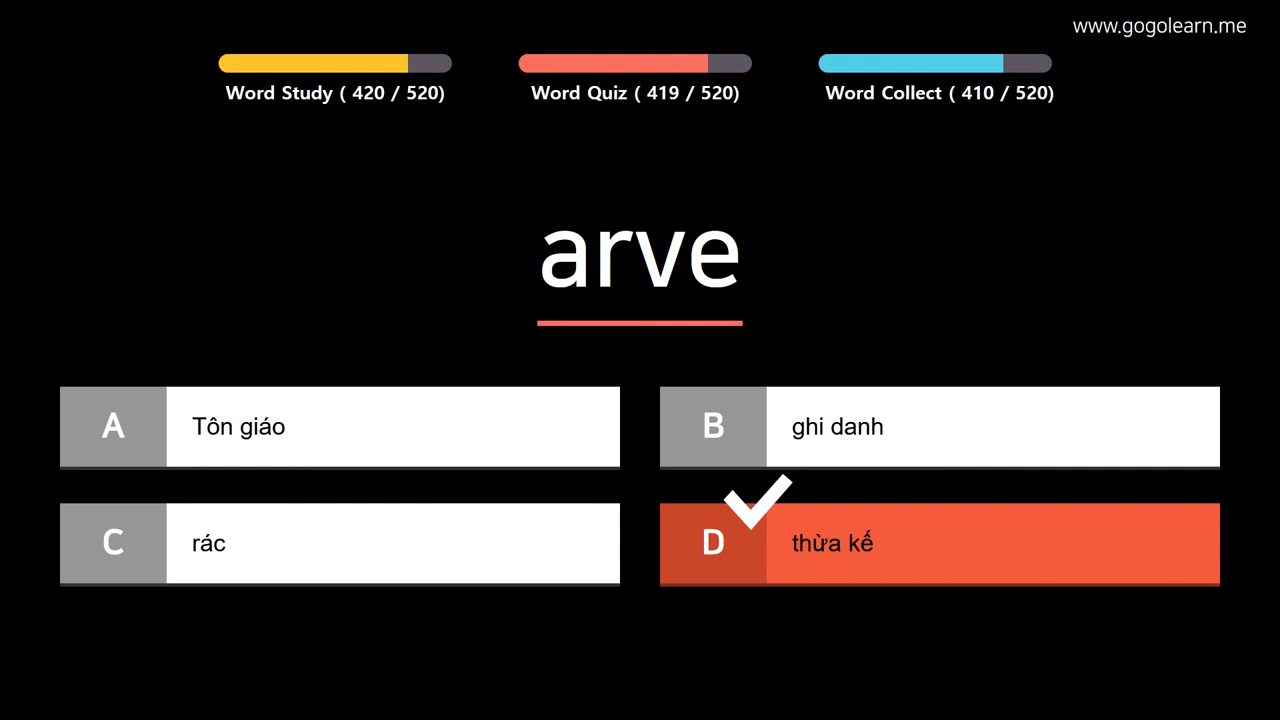 www.gogolearn.me
Word Study ( 420 / 520)
Word Quiz ( 419 / 520)
Word Collect ( 410 / 520)
arve
A
Tôn giáo
B
ghi danh
C
rác
D
thừa kế